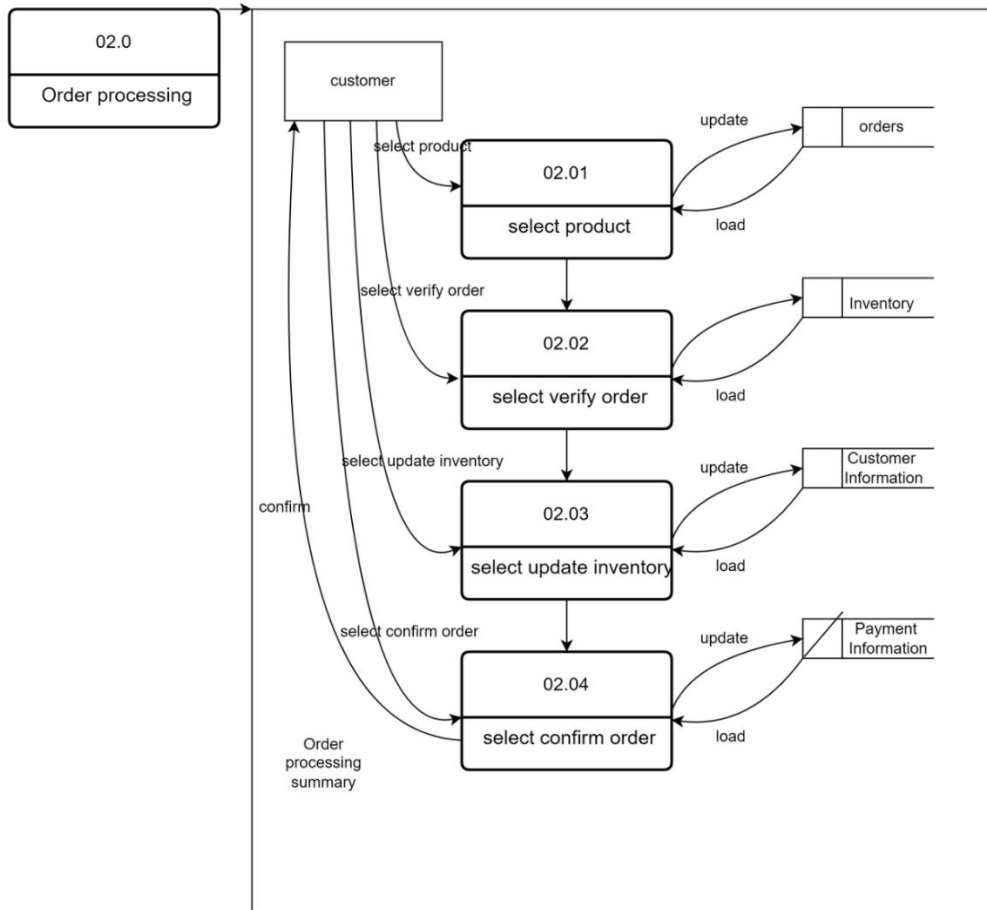 02.0
Order processing
customer
select product
update
orders
02.01
select product
load
select verify order
Inventory
02.02
select verify order
load
select update inventory
update
Customer
Information
confirm
02.03
select update inventory
load
select confirm order
update
Payment
Information
02.04
select confirm order
load
Order
processing
summary